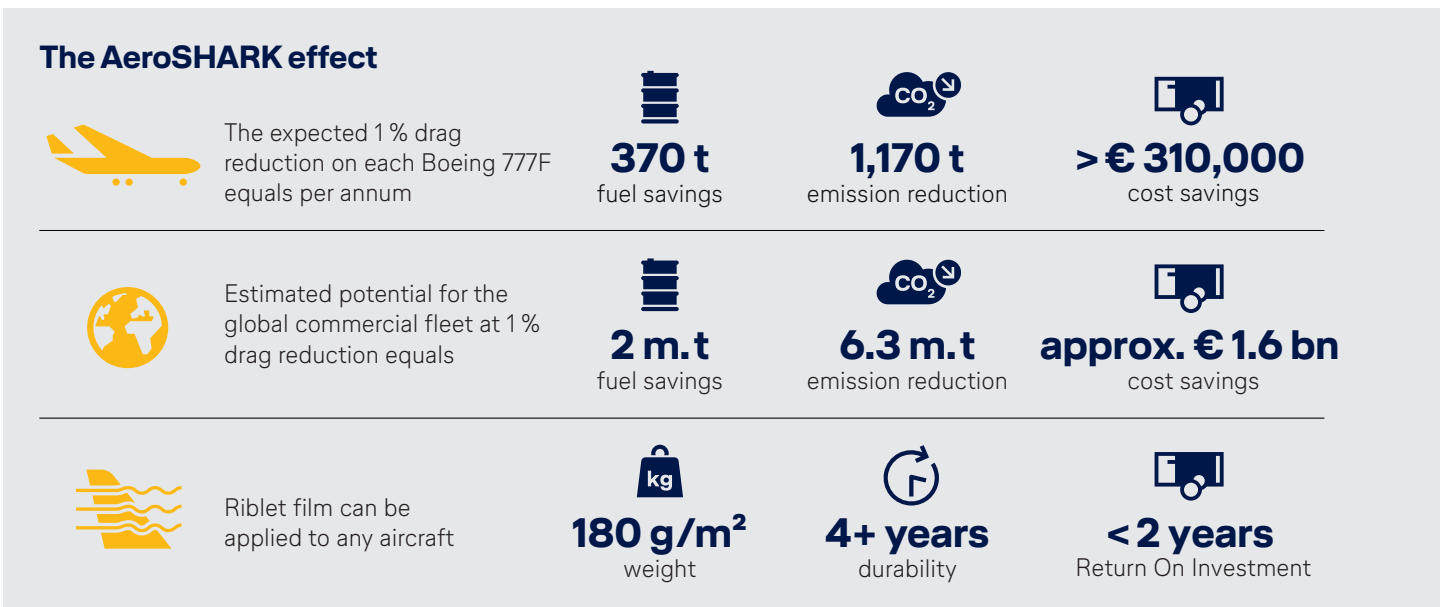 The AeroSHARK effect
The expected 1 % drag
reduction on each Boeing 777F
equals per annum
370 t
fuel savings
CO₂
1,170 t
emission reduction
> € 310,000
cost savings
Estimated potential for the
global commercial fleet at 1 %
drag reduction equals
2 m. t
fuel savings
CO₂
6.3 m. t
emission reduction
approx. € 1.6 bn
cost savings
Riblet film can be
applied to any aircraft
kg
180 g/m²
weight
4+ years
durability
< 2 years
Return On Investment